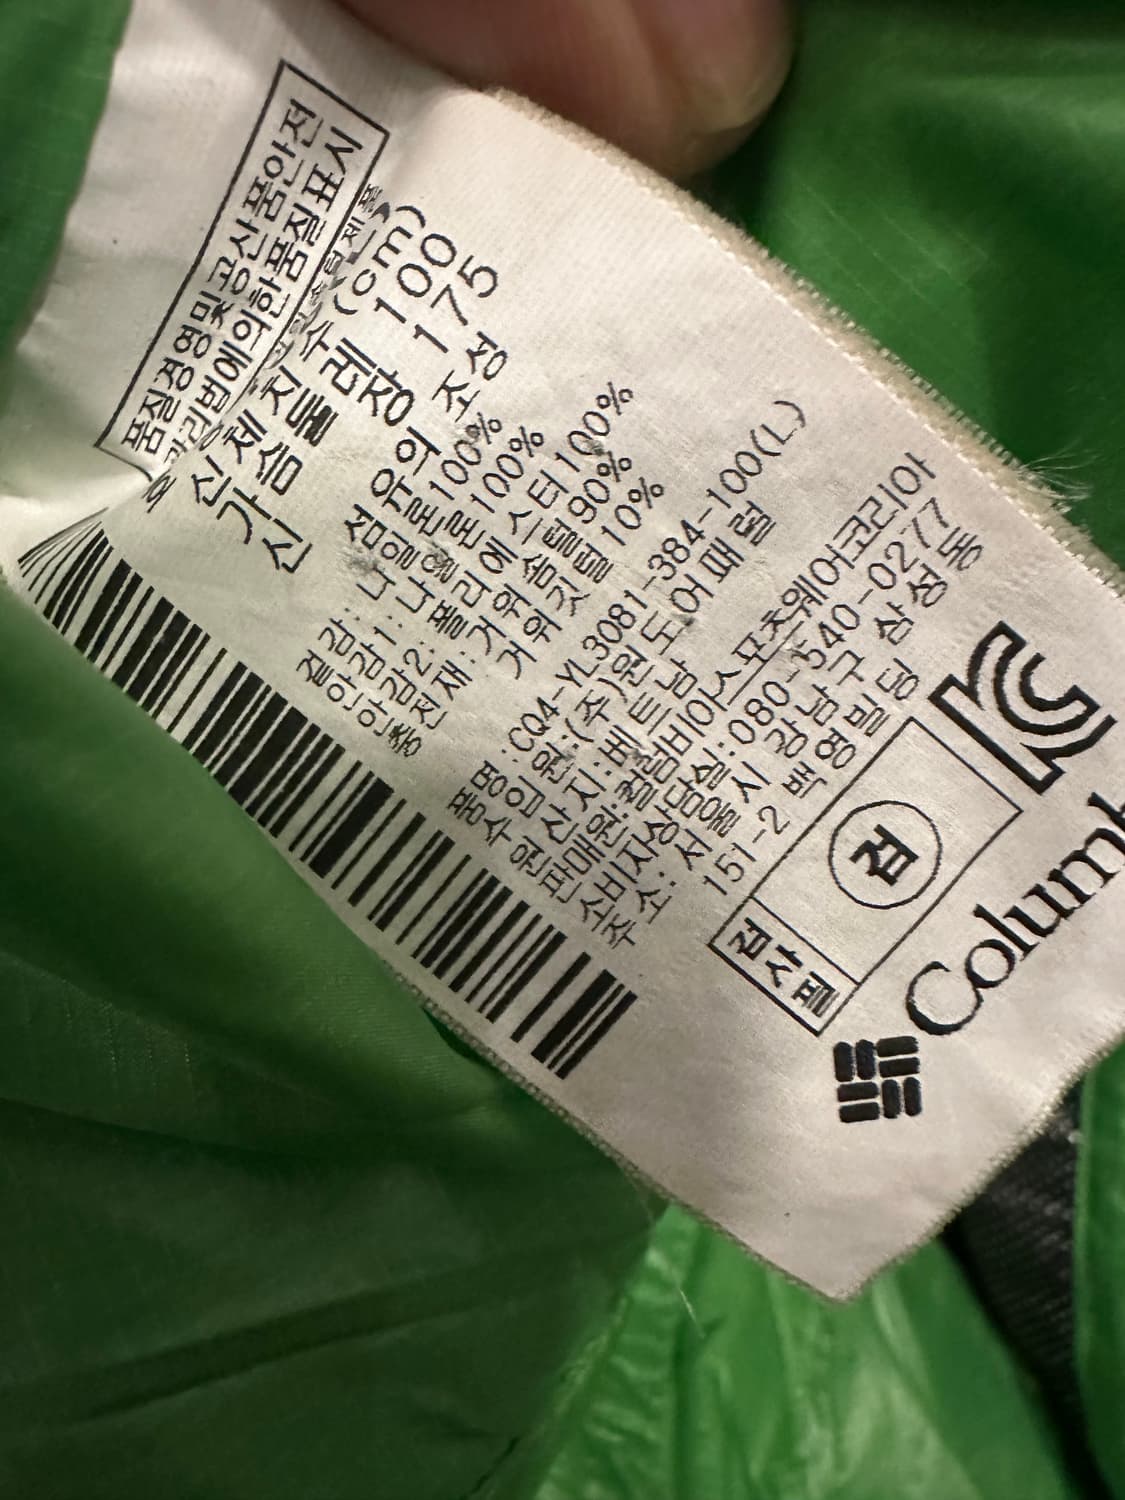 품질경영및공산품안전
관리법에의한품질표시
신체치수(cm)
가슴둘레 100
신 장 175
섬유의 조성
겉 감: 나일론100%
안감1: 나일론100%
안감2:폴리에스터100%
충전재:거위솜털90%
거위깃털10%
품 명:CQ4-YL3081-384-100(L)
수입원:(주)원도어패럴
원산지:베트남
판매원:컬럼비아스포츠웨어코리아
소비자상담실:080-540-0277
주소:서울시 강남구 삼성동
151-2 백영빌딩
검사필
검
Columb